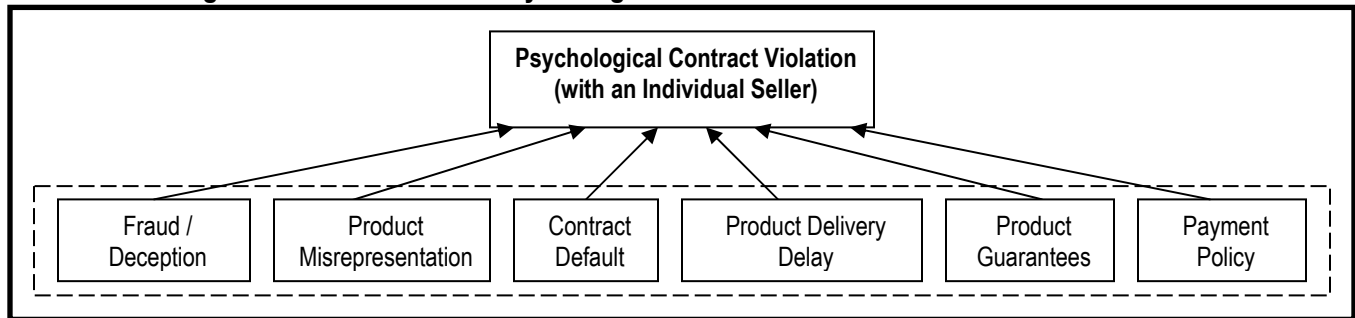 Psychological Contract Violation
(with an Individual Seller)
Fraud /
Deception
Product
Misrepresentation
Contract
Default
Product Delivery
Delay
Product
Guarantees
Payment
Policy